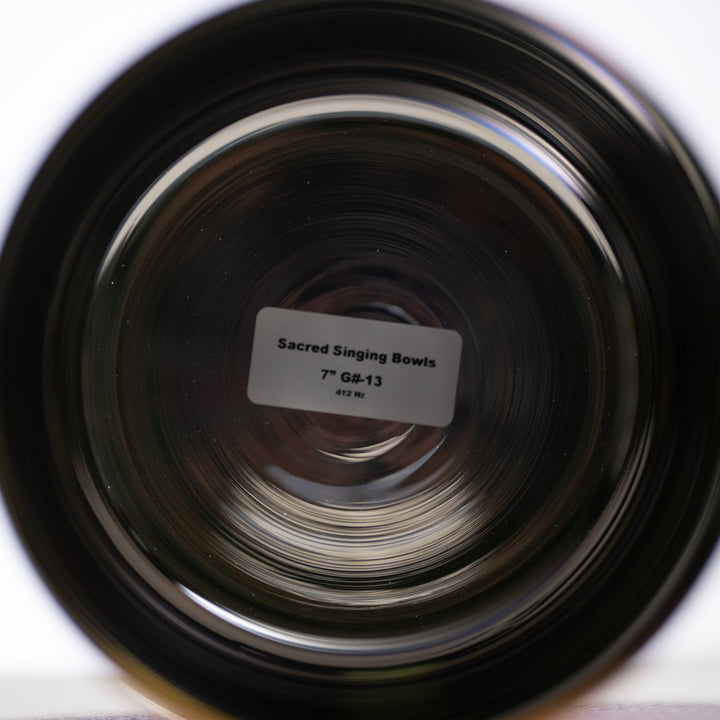 Sacred Singing Bowls
7” G#-13
412 Hz